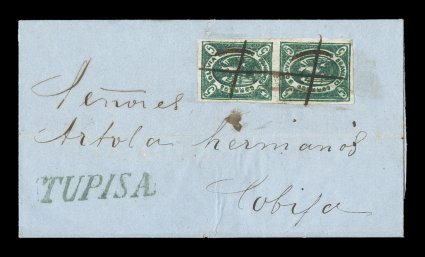 Señores
Artola hermanos
Cobija
TUPISA